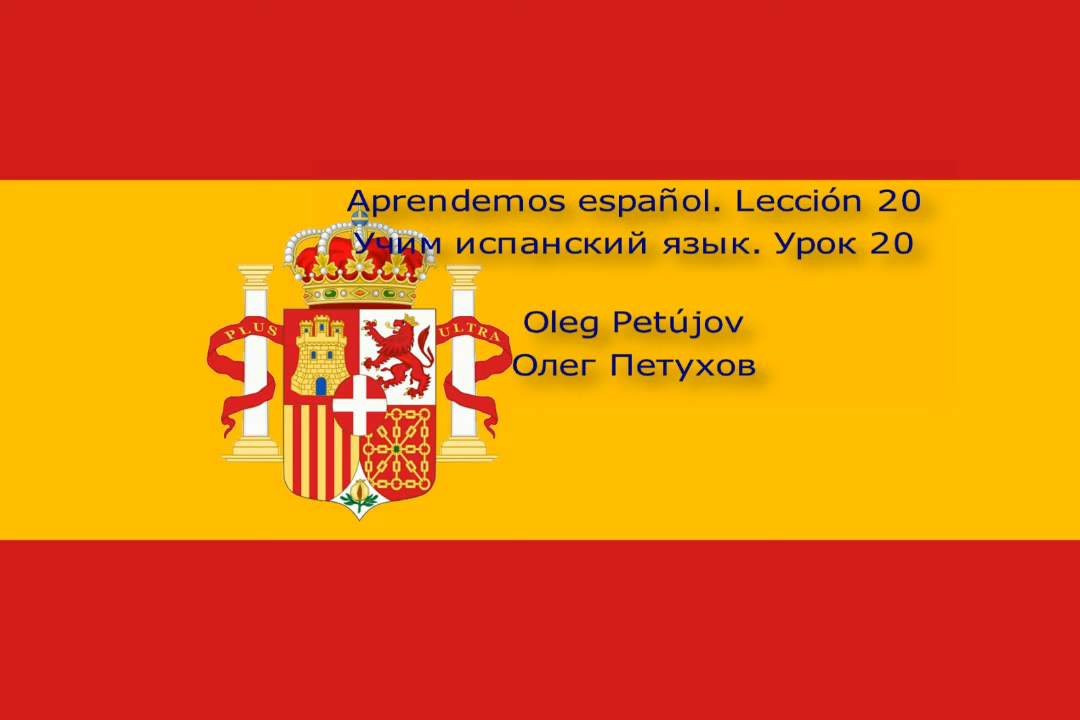 Aprendemos español. Lección 20
Учим испанский язык. Урок 20
Oleg Petújov
Олег Петухов
PLUS ULTRA